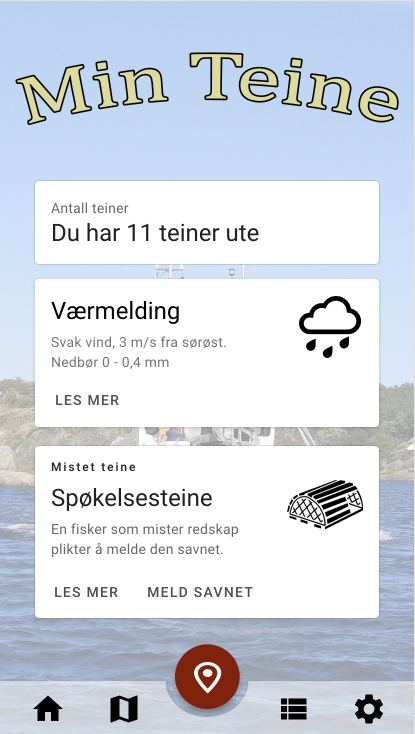 Min Teine
Antall teiner
Du har 11 teiner ute
Værmelding
Svak vind, 3 m/s fra sørøst.
Nedbør 0 - 0,4 mm
LES MER
Mistet teine
Spøkelsesteine
En fisker som mister redskap
plikter å melde den savnet.
LES MER MELD SAVNET